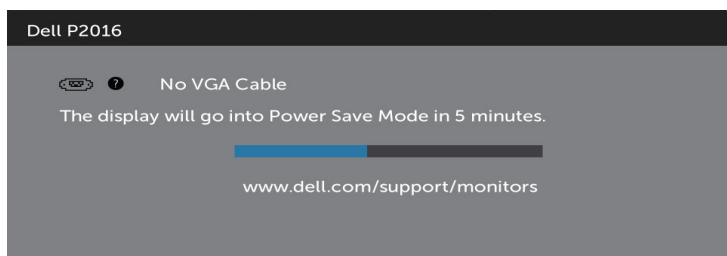 Dell P2016
? No VGA Cable
The display will go into Power Save Mode in 5 minutes.
www.dell.com/support/monitors